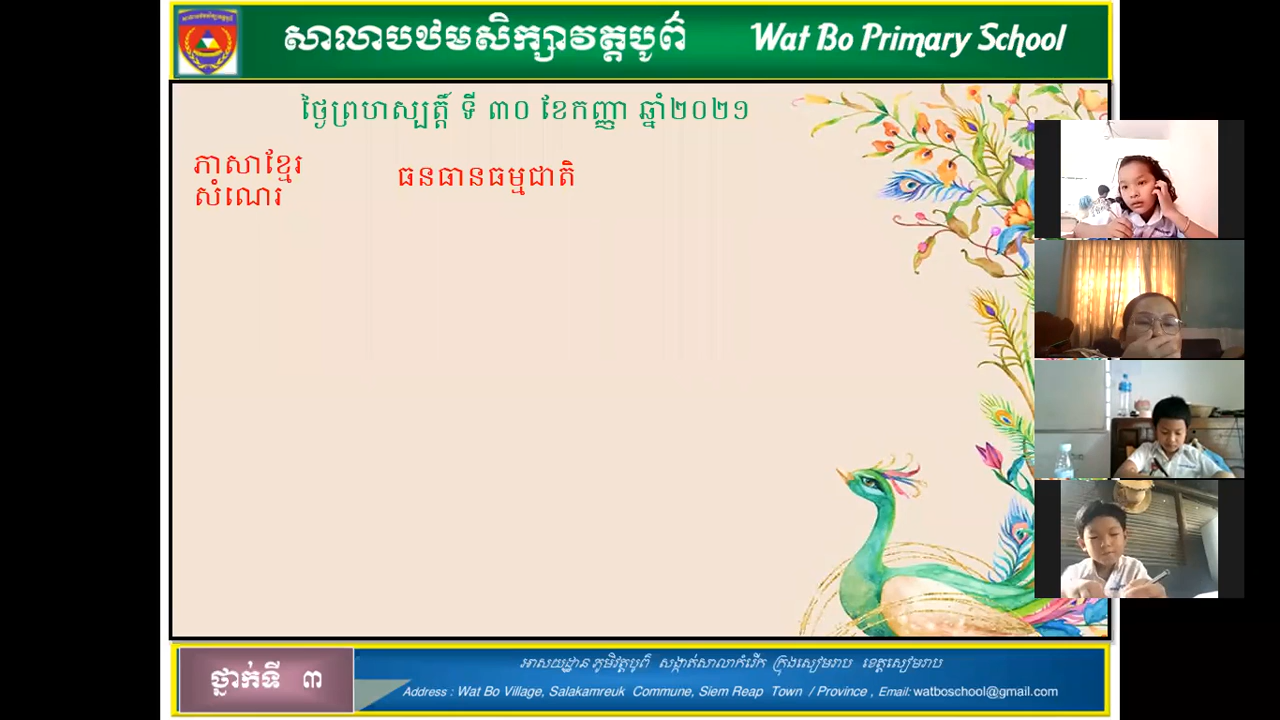 សាលាបឋមសិក្សាវត្តបូព៌ Wat Bo Primary School
ថ្ងៃព្រហស្បត្តិ៍ ទី ៣០ ខែកញ្ញា ឆ្នាំ២០២១
ភាសាខ្មែរ
ធនធានធម្មជាតិ
សំណេរ
ថ្នាក់ទី ៣
អាសយដ្ឋាន ភូមិវត្តបូព៌ សង្កាត់សាលាកំរើក ក្រុងសៀមរាប ខេត្តសៀមរាប
Address : Wat Bo Village, Salakamreuk Commune, Siem Reap Town / Province , Email: watboschool@gmail.com